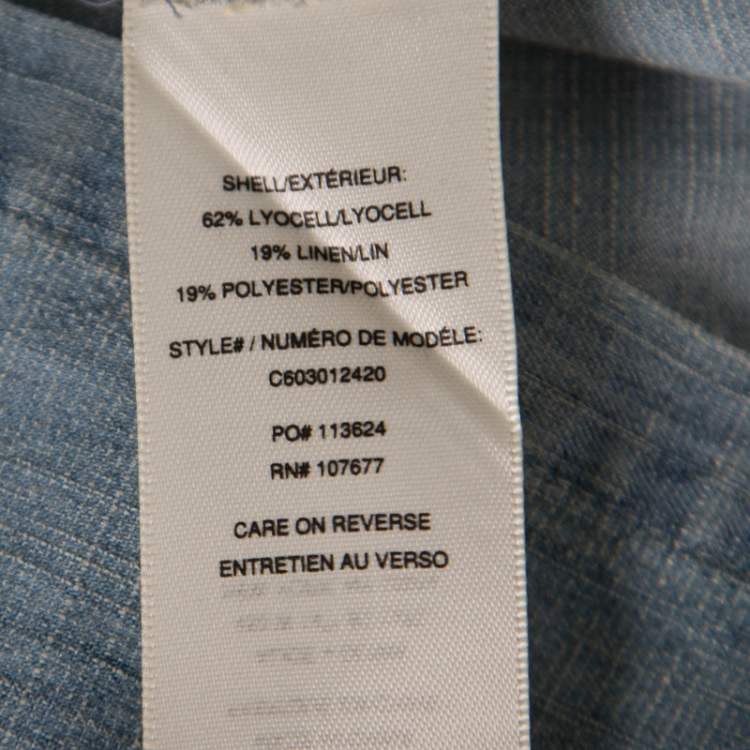 SHELL/EXTÉRIEUR:
62% LYOCELL/LYOCELL
19% LINEN/LIN
19% POLYESTER/POLYESTER
STYLE# / NUMÉRO DE MODÉLE:
C603012420
PO# 113624
RN# 107677
CARE ON REVERSE
ENTRETIEN AU VERSO